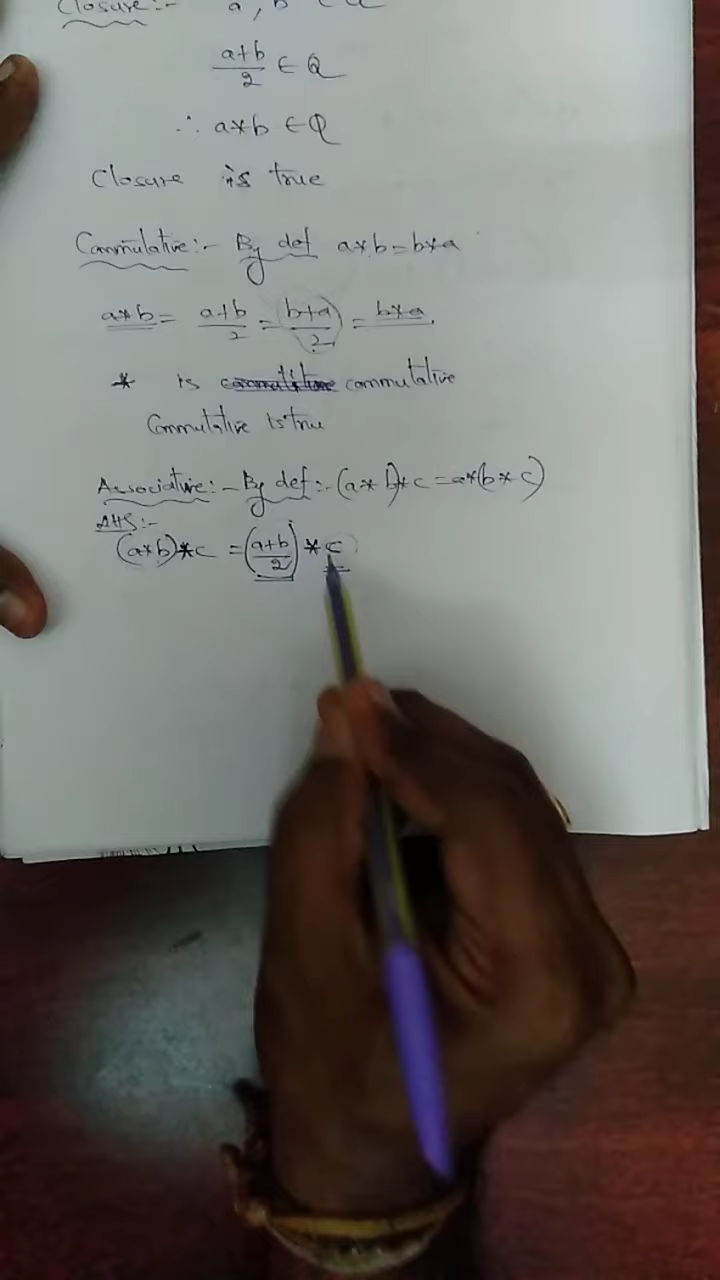 Closure:- a, b ∈ Q
a+b/2 ∈ Q
∴ a*b ∈ Q
Closure is true
Commulative:- By def a*b=b*a
a*b = a+b/2 = (b+a/2) = b*a.
* is commutative
Commutative is true
Associative:- By def:- (a*b)*c=a*(b*c)
LHS:-
(a*b)*c = (a+b/2) * c